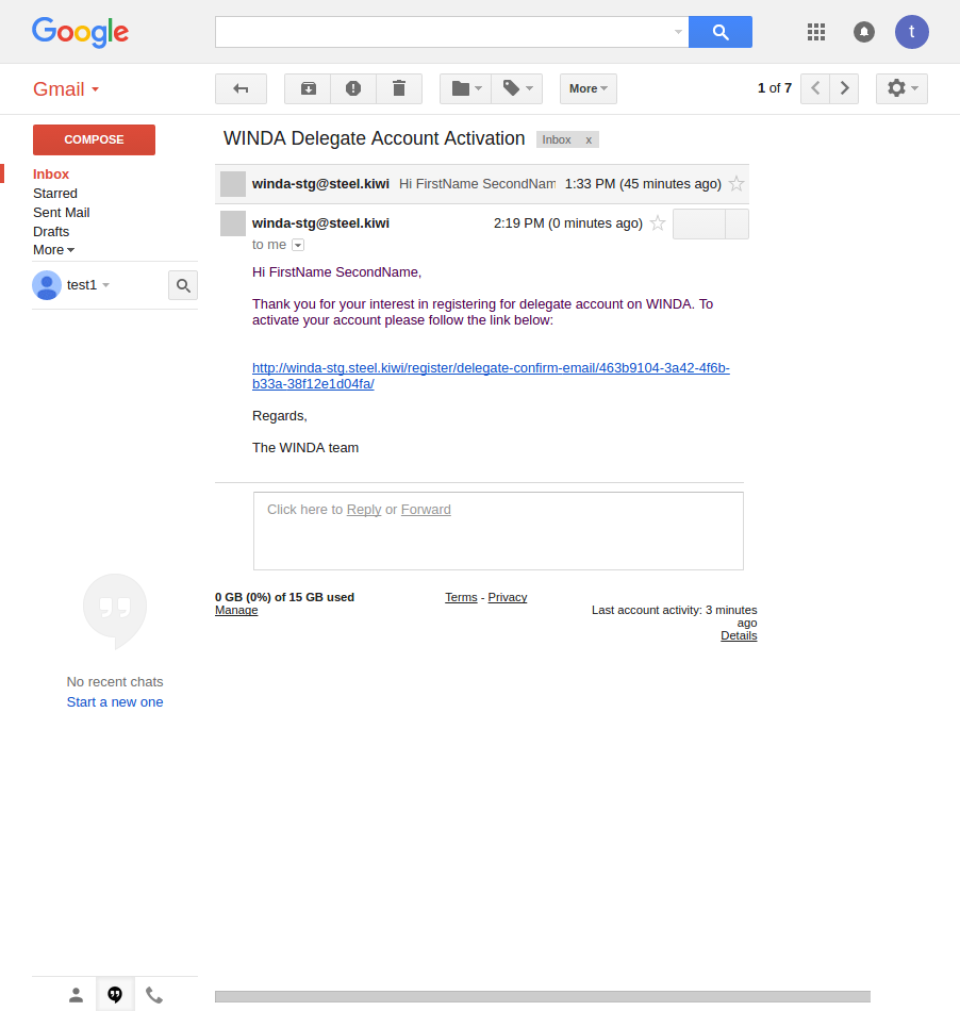 Google
t
Gmail
More
1 of 7
COMPOSE
Inbox
Starred
Sent Mail
Drafts
More
test1
WINDA Delegate Account Activation Inbox x
winda-stg@steel.kiwi Hi FirstName SecondNam 1:33 PM (45 minutes ago)
winda-stg@steel.kiwi 2:19 PM (0 minutes ago)
to me
Hi FirstName SecondName,
Thank you for your interest in registering for delegate account on WINDA. To
activate your account please follow the link below:
http://winda-stg.steel.kiwi/register/delegate-confirm-email/463b9104-3a42-4f6b-
b33a-38f12e1d04fa/
Regards,
The WINDA team
Click here to Reply or Forward
0 GB (0%) of 15 GB used
Manage
Terms - Privacy
Last account activity: 3 minutes
ago
Details
No recent chats
Start a new one